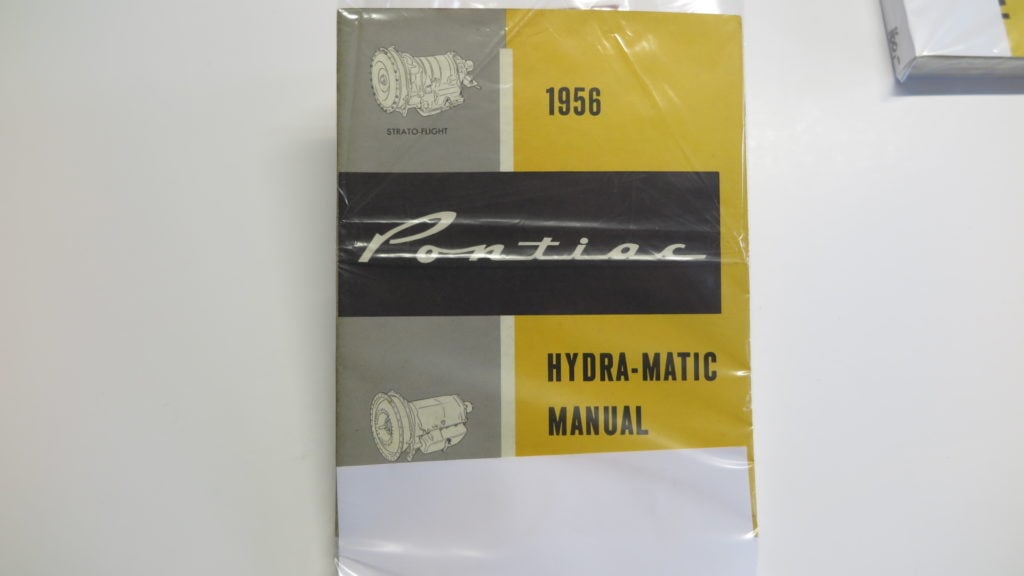 1956
STRATO-FLIGHT
Pontiac
HYDRA-MATIC
MANUAL